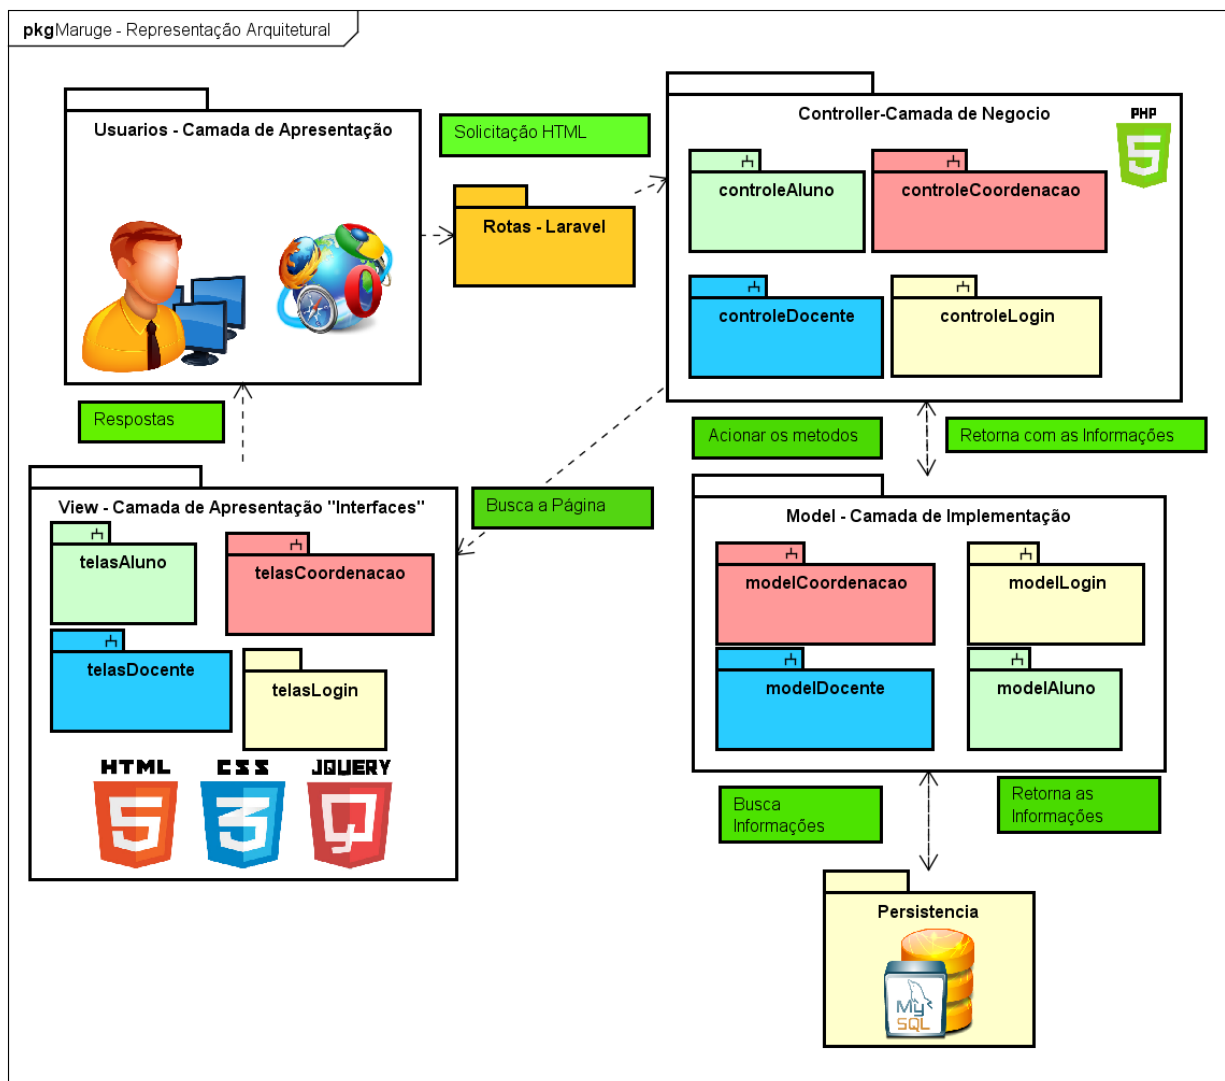 pkgMaruge - Representação Arquitetural
Usuarios - Camada de Apresentação
Solicitação HTML
Rotas - Laravel
Controller-Camada de Negocio
PHP
5
controleAluno
controleCoordenacao
controleDocente
controleLogin
Respostas
Busca a Página
Acionar os metodos
Retorna com as Informações
View - Camada de Apresentação "Interfaces"
telasAluno
telasCoordenacao
telasDocente
telasLogin
HTML
5
CSS
3
JQUERY
Model - Camada de Implementação
modelCoordenacao
modelLogin
modelDocente
modelAluno
Busca
Informações
Retorna as
Informações
Persistencia
My
SQL